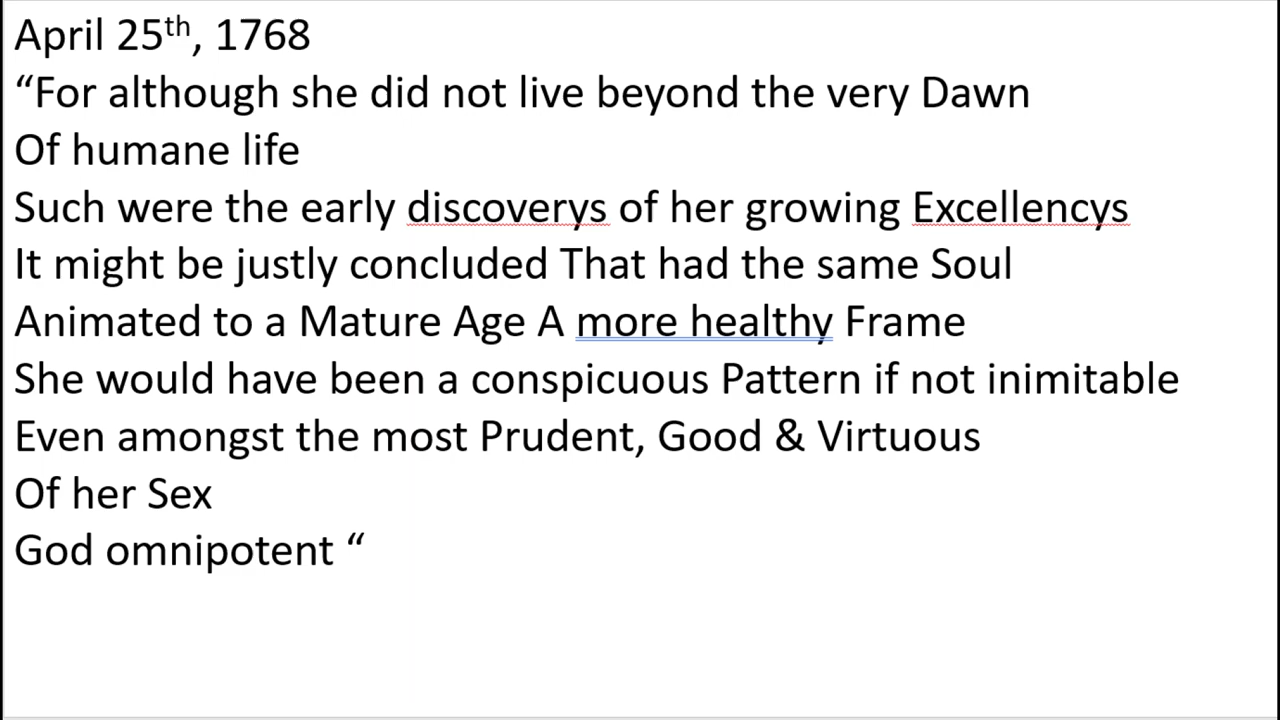 April 25th, 1768
“For although she did not live beyond the very Dawn
Of humane life
Such were the early discoverys of her growing Excellencys
It might be justly concluded That had the same Soul
Animated to a Mature Age A more healthy Frame
She would have been a conspicuous Pattern if not inimitable
Even amongst the most Prudent, Good & Virtuous
Of her Sex
God omnipotent “